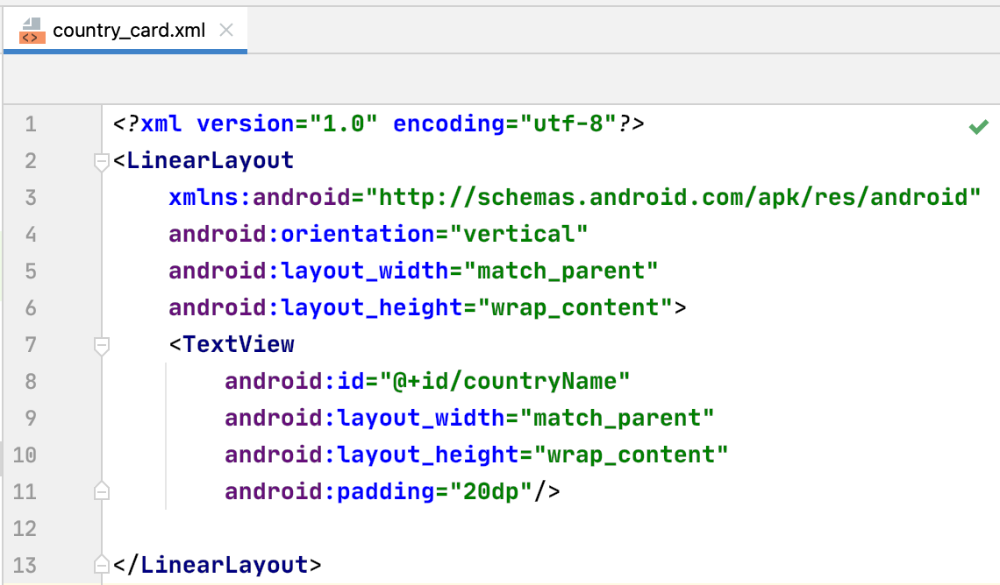 country_card.xml
1 <?xml version="1.0" encoding="utf-8"?>
2 <LinearLayout
3     xmlns:android="http://schemas.android.com/apk/res/android"
4     android:orientation="vertical"
5     android:layout_width="match_parent"
6     android:layout_height="wrap_content">
7     <TextView
8         android:id="@+id/countryName"
9         android:layout_width="match_parent"
10         android:layout_height="wrap_content"
11         android:padding="20dp"/>
12
13 </LinearLayout>